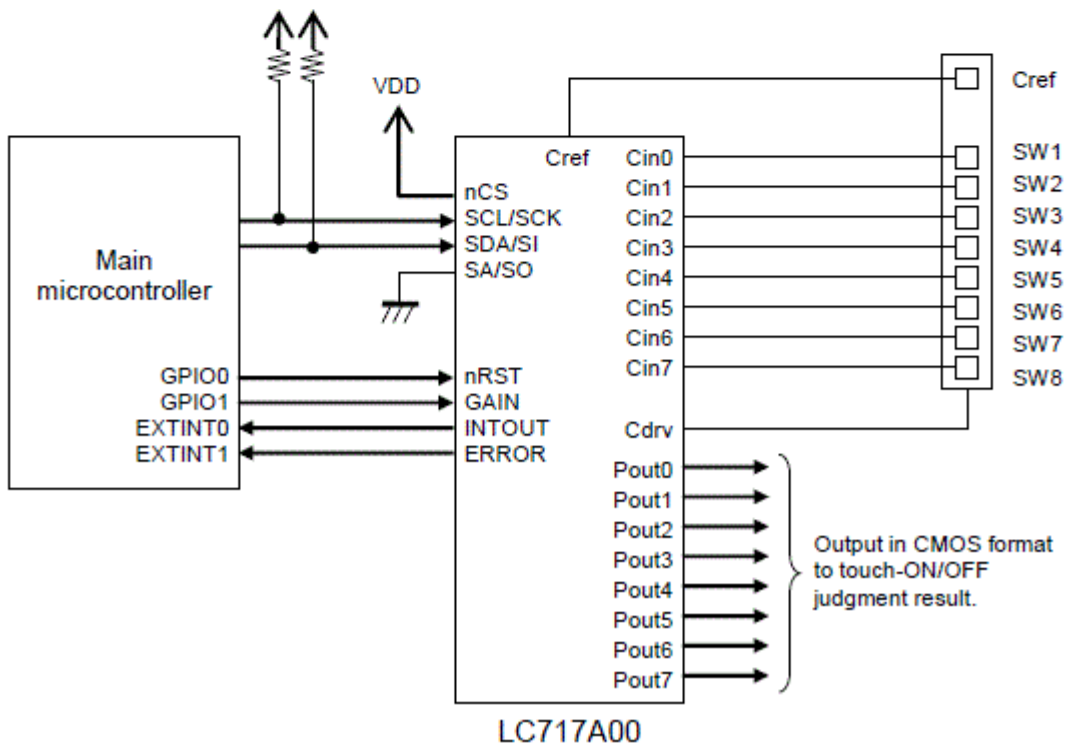 VDD
Cref
Cref
Cin0
SW1
nCS
Cin1
SW2
SCL/SCK
Cin2
SW3
SDA/SI
Cin3
SW4
Main
microcontroller
SA/SO
Cin4
SW5
Cin5
SW6
Cin6
SW7
GPIO0
nRST
Cin7
SW8
GPIO1
GAIN
EXTINT0
INTOUT
Cdrv
EXTINT1
ERROR
Pout0
Pout1
Pout2
Pout3
Pout4
Pout5
Pout6
Pout7
Output in CMOS format
to touch-ON/OFF
judgment result.
LC717A00